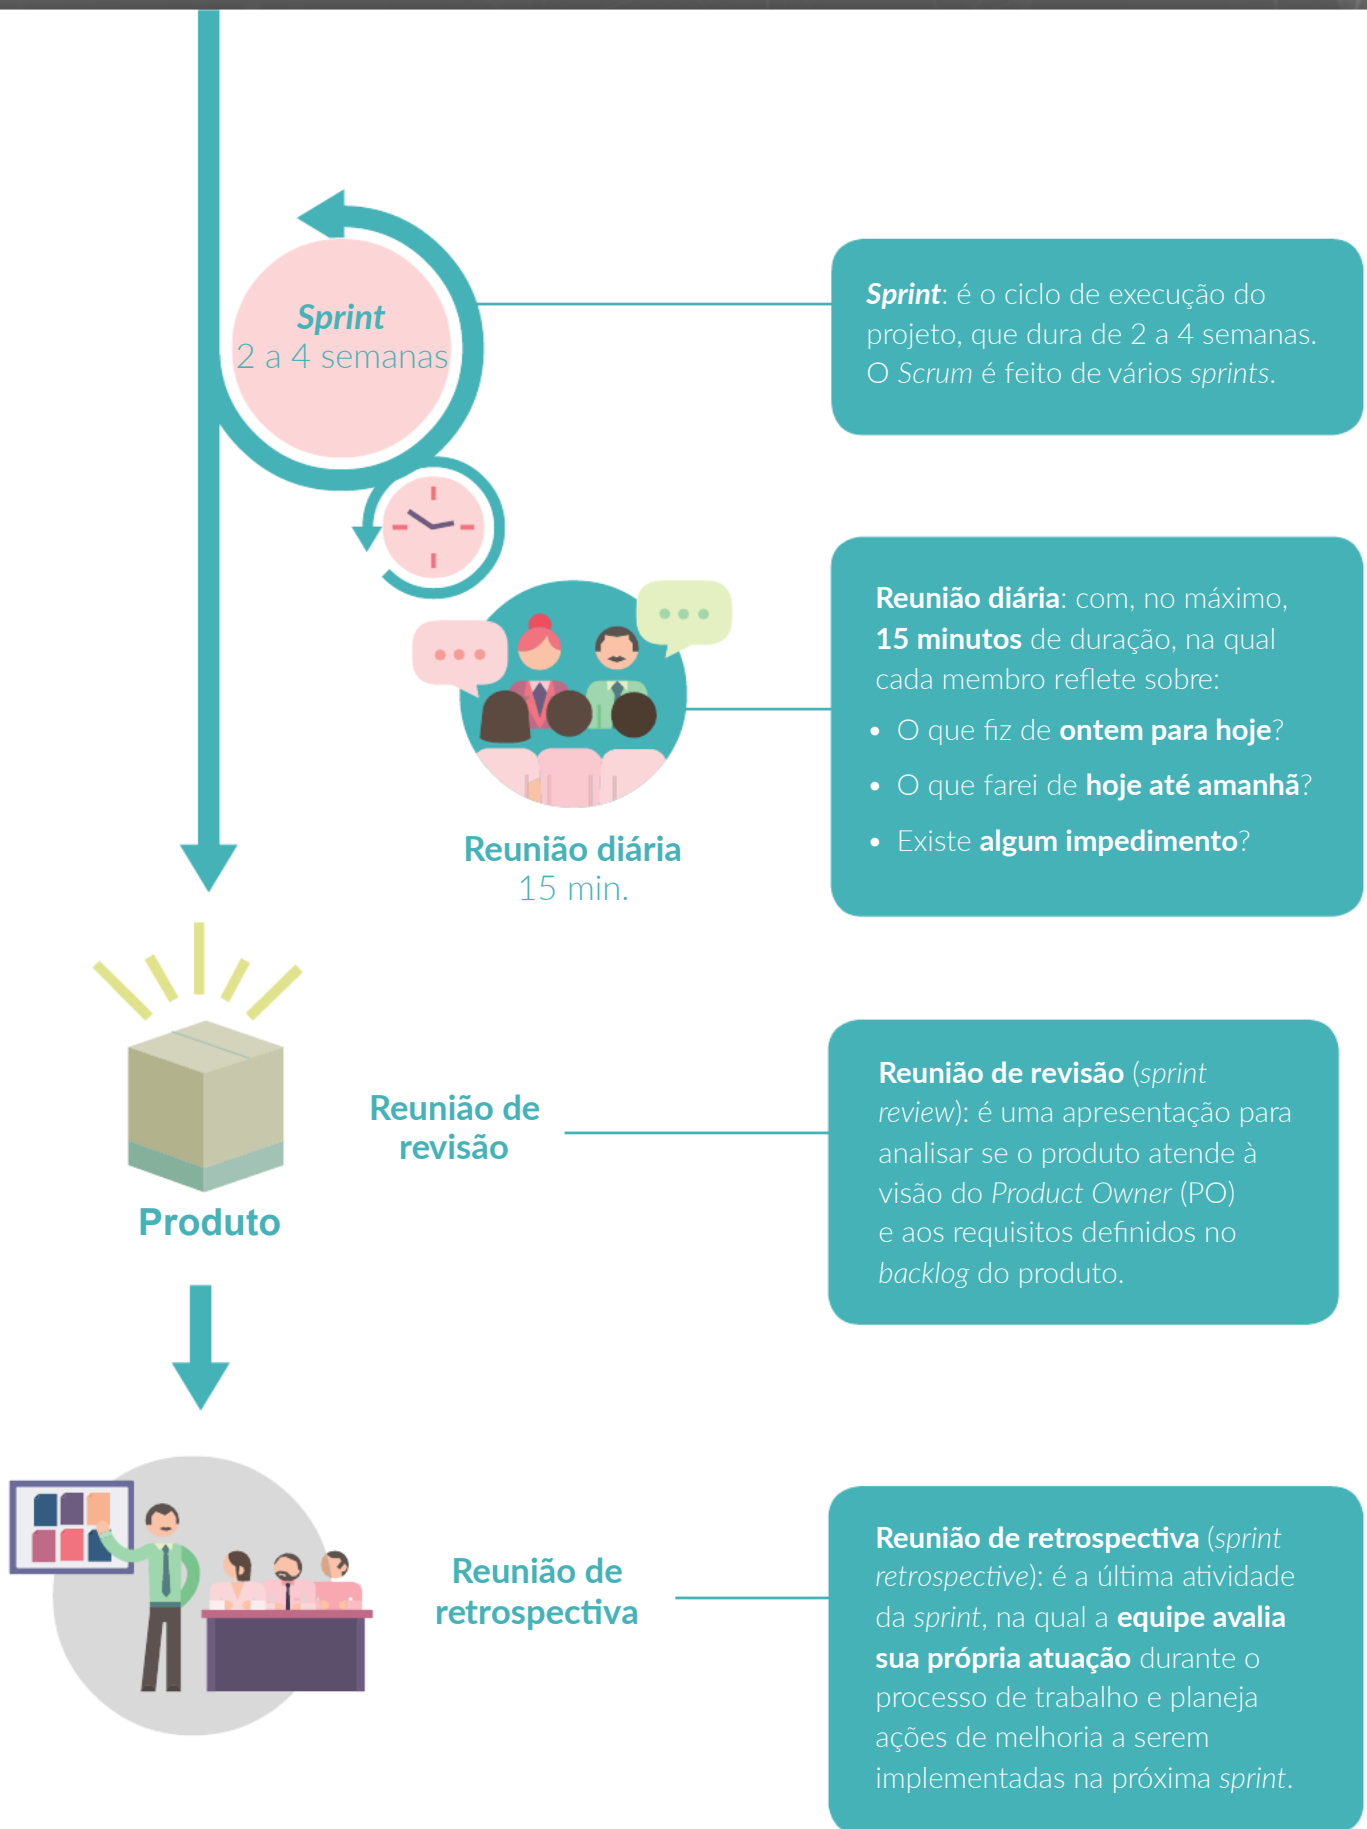 Sprint
2 a 4 semanas
Sprint: é o ciclo de execução do
projeto, que dura de 2 a 4 semanas.
O Scrum é feito de vários sprints.
Reunião diária: com, no máximo,
15 minutos de duração, na qual
cada membro reflete sobre:
• O que fiz de ontem para hoje?
• O que farei de hoje até amanhã?
• Existe algum impedimento?
Reunião diária
15 min.
Produto
Reunião de
revisão
Reunião de revisão (sprint
review): é uma apresentação para
analisar se o produto atende à
visão do Product Owner (PO)
e aos requisitos definidos no
backlog do produto.
Reunião de
retrospectiva
Reunião de retrospectiva (sprint
retrospective): é a última atividade
da sprint, na qual a equipe avalia
sua própria atuação durante o
processo de trabalho e planeja
ações de melhoria a serem
implementadas na próxima sprint.